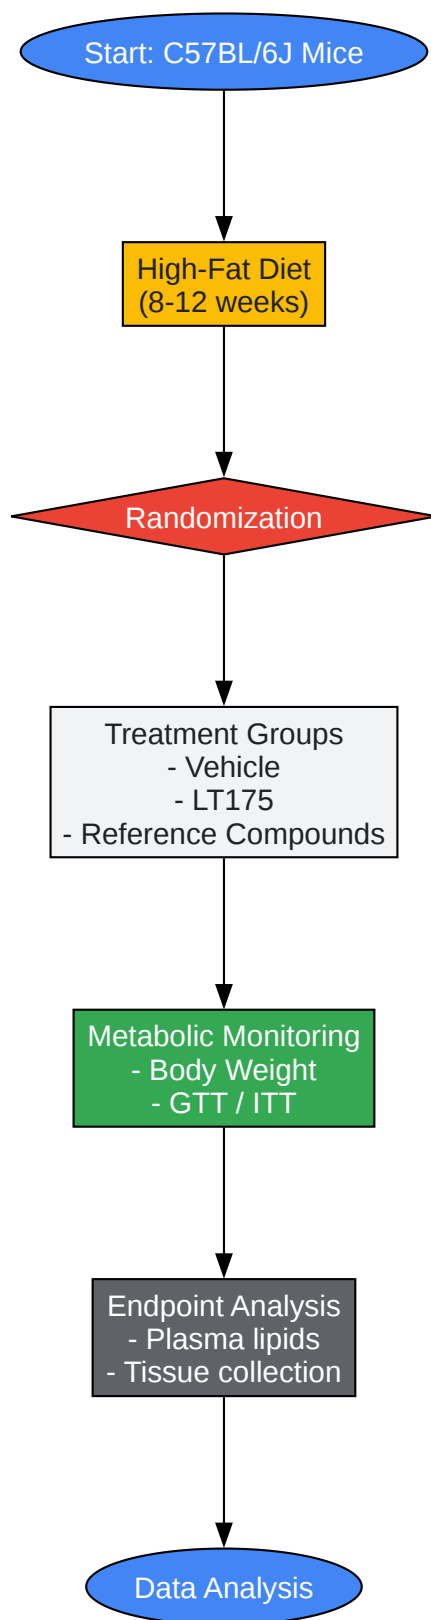 Start: C57BL/6J Mice
High-Fat Diet
(8-12 weeks)
Randomization
Treatment Groups
- Vehicle
- LT175
- Reference Compounds
Metabolic Monitoring
- Body Weight
- GTT / ITT
Endpoint Analysis
- Plasma lipids
- Tissue collection
Data Analysis